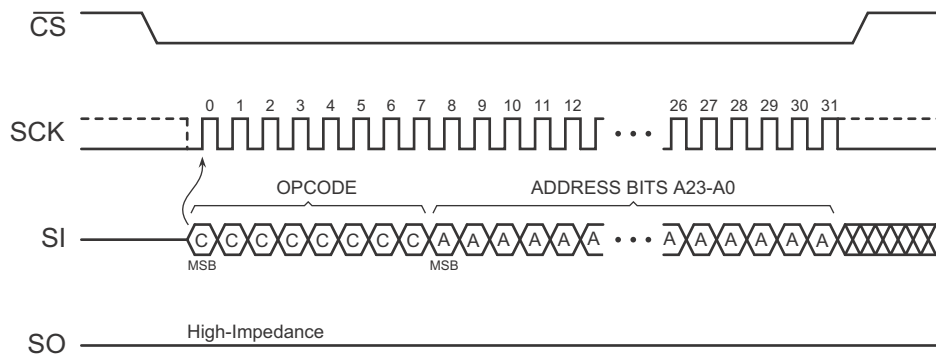 CS
0 1 2 3 4 5 6 7 8 9 10 11 12 26 27 28 29 30 31
SCK
OPCODE ADDRESS BITS A23-A0
SI C C C C C C C C A A A A A A A A A A A A
MSB MSB
High-Impedance
SO